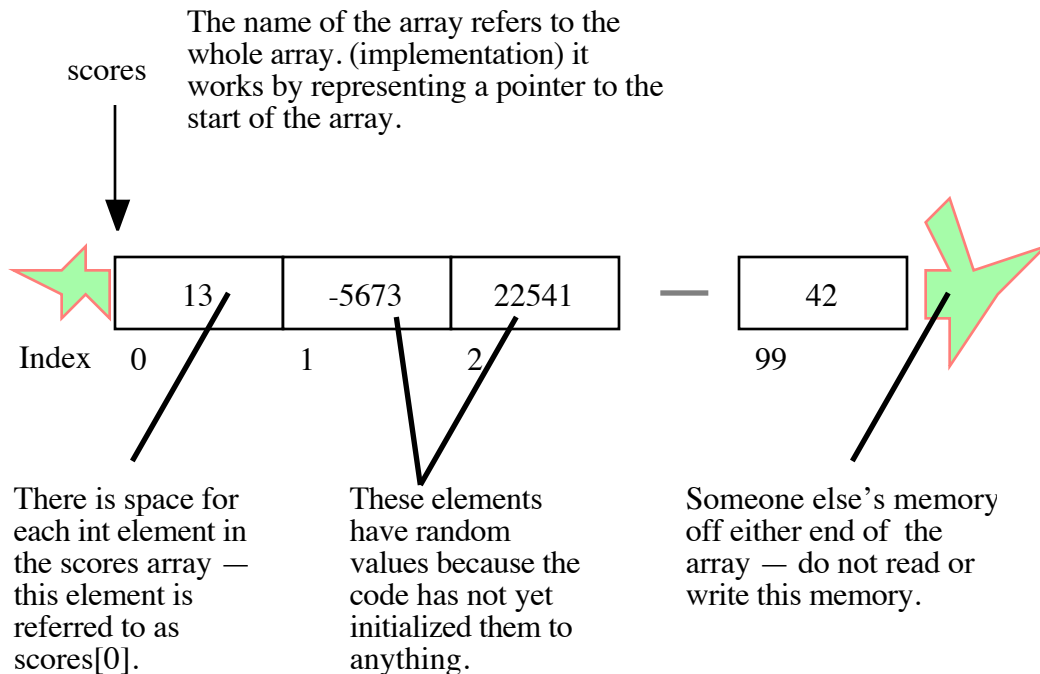 The name of the array refers to the
whole array. (implementation) it
works by representing a pointer to the
start of the array.
scores
13 -5673 22541 — 42
Index 0 1 2 99
There is space for
each int element in
the scores array —
this element is
referred to as
scores[0].
These elements
have random
values because the
code has not yet
initialized them to
anything.
Someone else’s memory
off either end of  the
array — do not read or
write this memory.